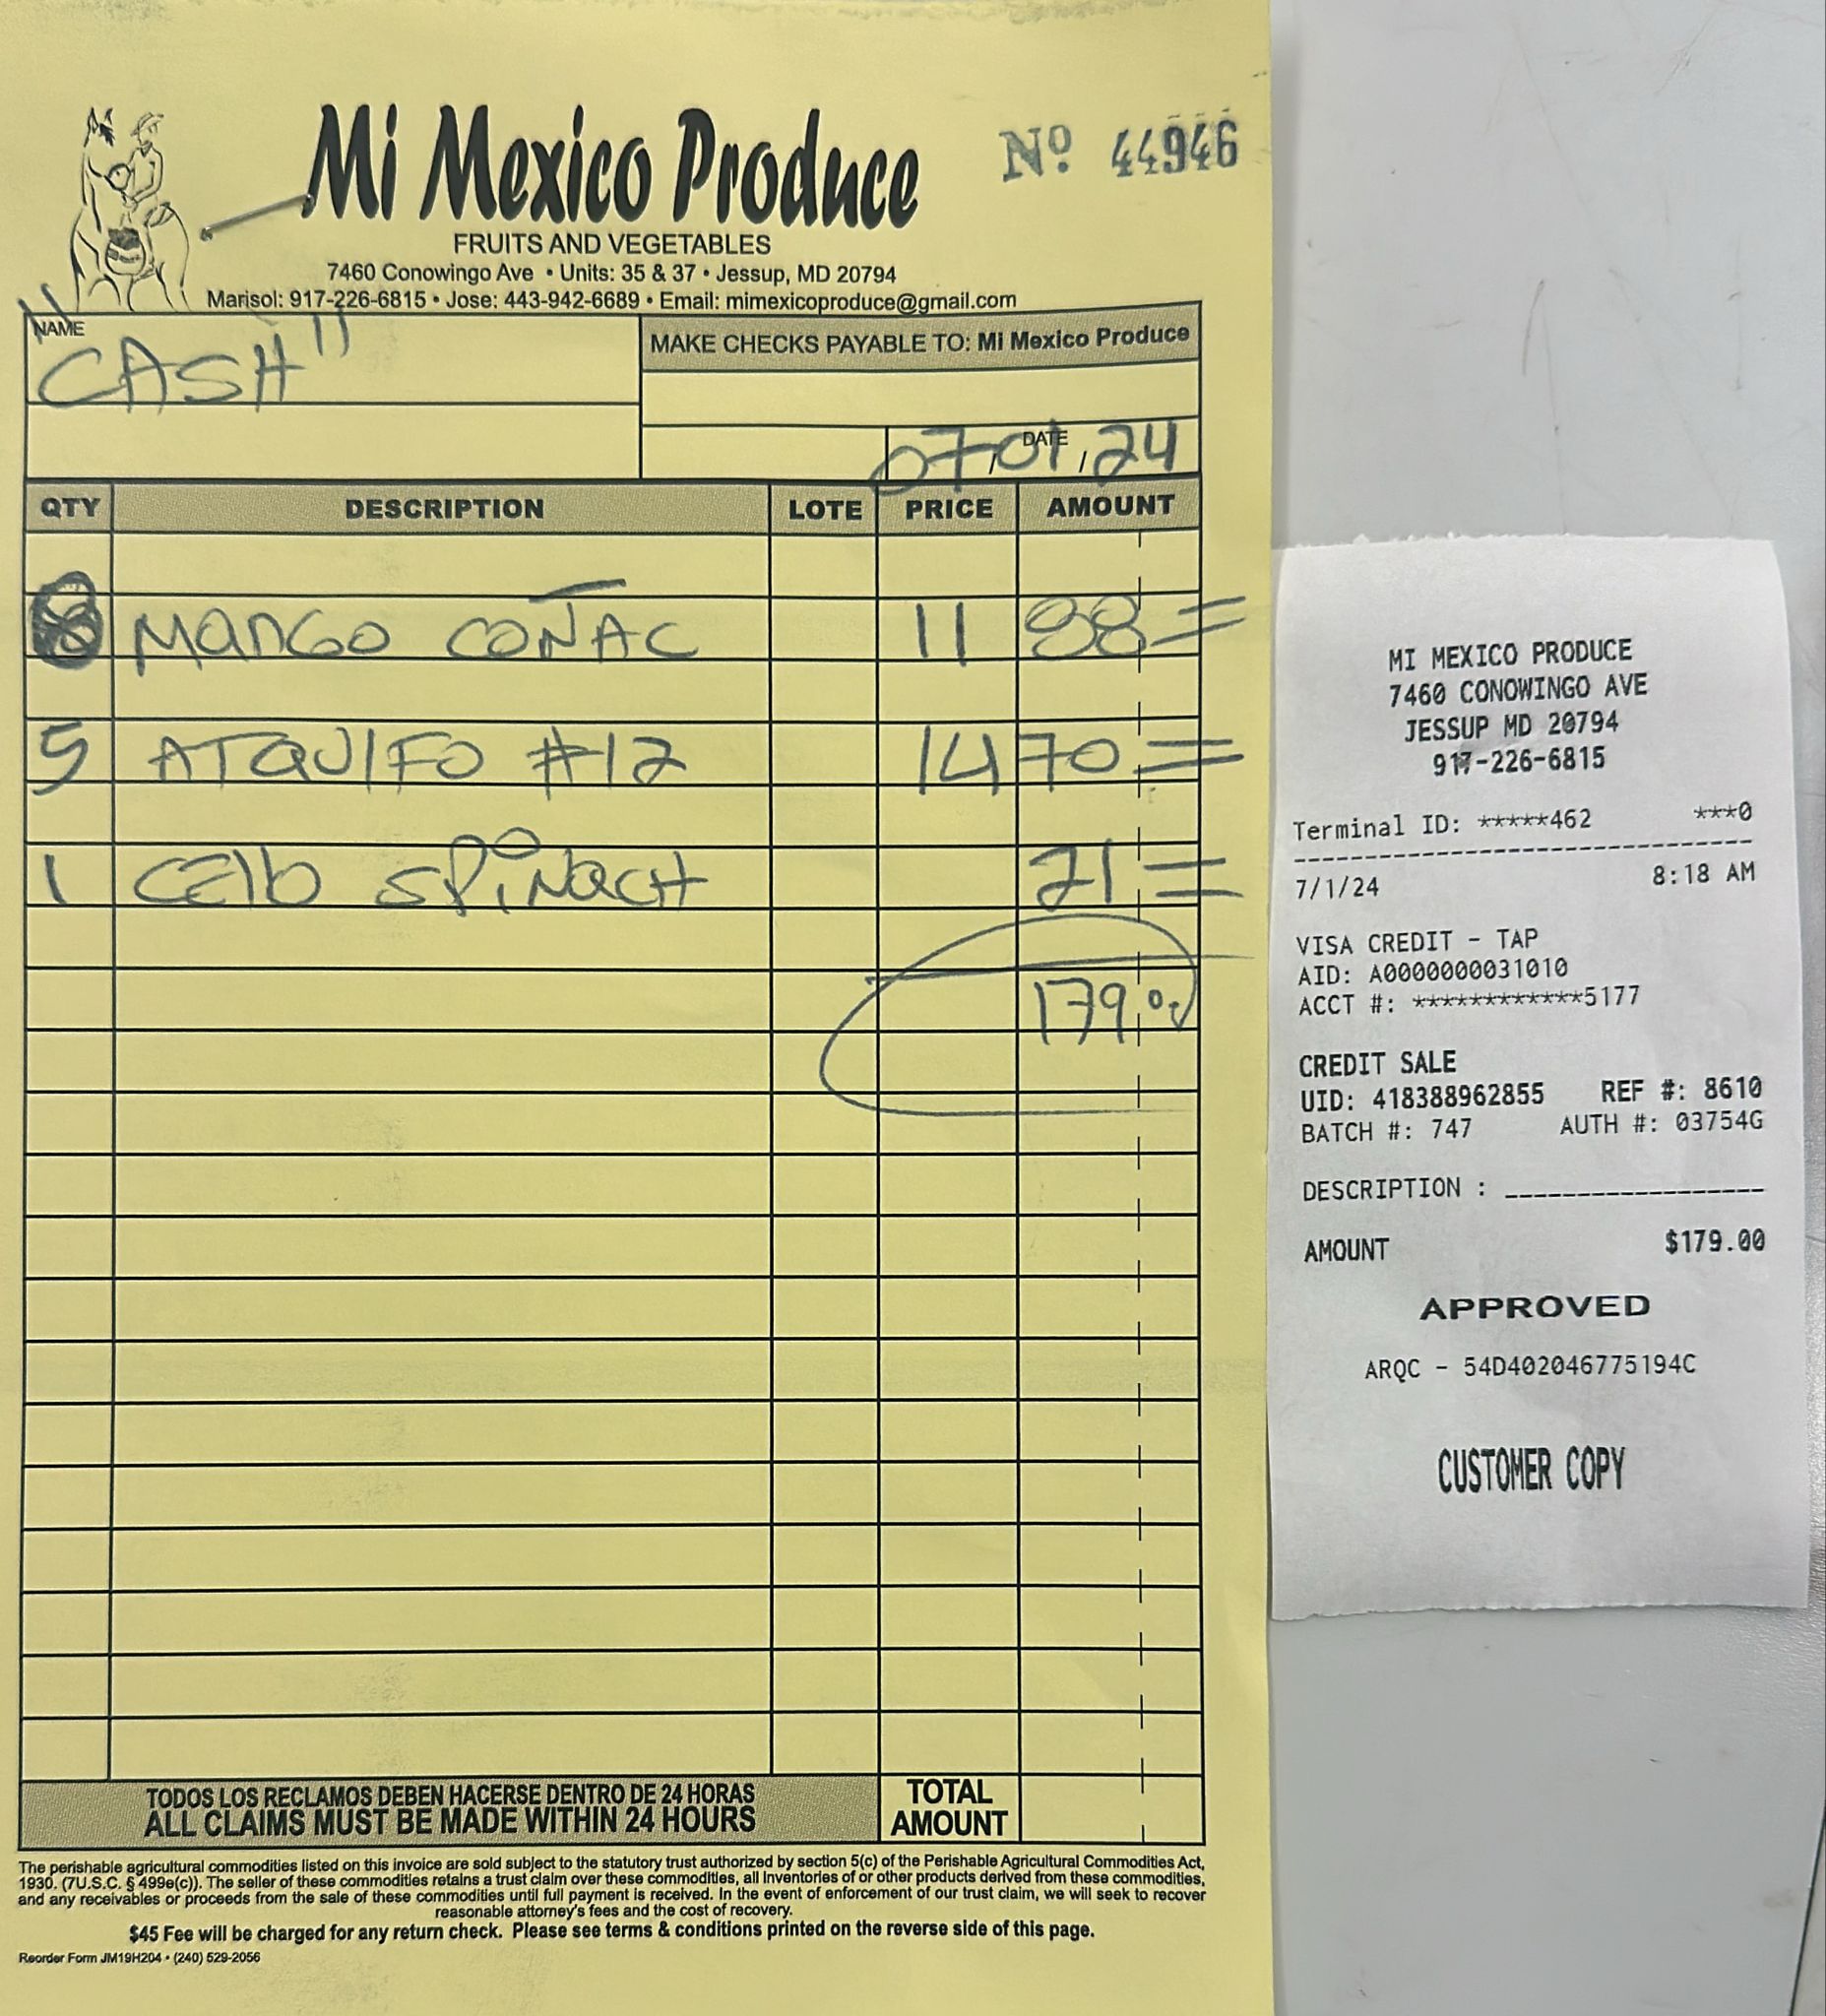 Mi Mexico Produce
Nº 44946
FRUITS AND VEGETABLES
7460 Conowingo Ave • Units: 35 & 37 • Jessup, MD 20794
Marisol: 917-226-6815 • Jose: 443-942-6689 • Email: mimexicoproduce@gmail.com
NAME
"CASH"
MAKE CHECKS PAYABLE TO: Mi Mexico Produce
DATE
07/01/24
QTY DESCRIPTION LOTE PRICE AMOUNT
8 MANGO COÑAC 11 88=
5 ATAUIFO #12 14 70=
1 CEIIO SPINACH 21=
179.00
TODOS LOS RECLAMOS DEBEN HACERSE DENTRO DE 24 HORAS
ALL CLAIMS MUST BE MADE WITHIN 24 HOURS
TOTAL AMOUNT
The perishable agricultural commodities listed on this invoice are sold subject to the statutory trust authorized by section 5(c) of the Perishable Agricultural Commodities Act,
1930. (7U.S.C. § 499e(c)). The seller of these commodities retains a trust claim over these commodities, all Inventories of or other products derived from these commodities,
and any receivables or proceeds from the sale of these commodities until full payment is received. In the event of enforcement of our trust claim, we will seek to recover
reasonable attorney's fees and the cost of recovery.
$45 Fee will be charged for any return check. Please see terms & conditions printed on the reverse side of this page.
Reorder Form JM19H204 • (240) 529-2056
MI MEXICO PRODUCE
7460 CONOWINGO AVE
JESSUP MD 20794
917-226-6815
Terminal ID: *****462 ***0
7/1/24 8:18 AM
VISA CREDIT - TAP
AID: A0000000031010
ACCT #: ************5177
CREDIT SALE
UID: 418388962855 REF #: 8610
BATCH #: 747 AUTH #: 03754G
DESCRIPTION :
AMOUNT $179.00
APPROVED
ARQC - 54D402046775194C
CUSTOMER COPY